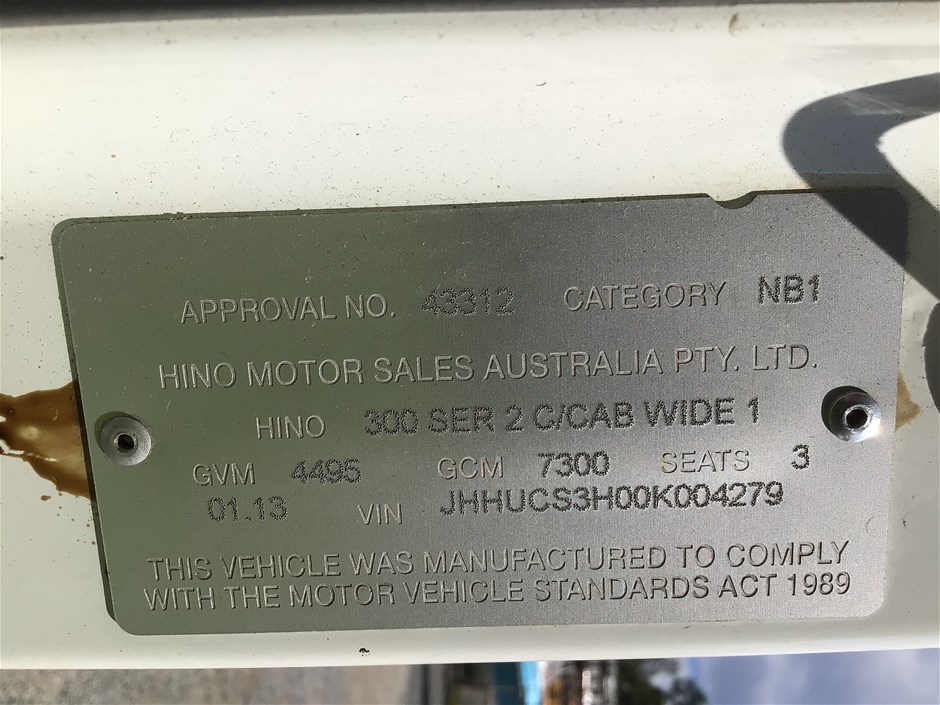 APPROVAL NO. 43312 CATEGORY NB1
HINO MOTOR SALES AUSTRALIA PTY. LTD.
HINO 300 SER 2 C/CAB WIDE 1
GVM 4495 GCM 7300 SEATS 3
01.13 VIN JHHUCS3H00K004279
THIS VEHICLE WAS MANUFACTURED TO COMPLY
WITH THE MOTOR VEHICLE STANDARDS ACT 1989